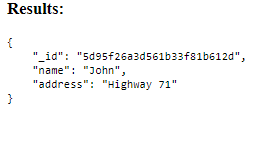 Results:
{
    "_id": "5d95f26a3d561b33f81b612d",
    "name": "John",
    "address": "Highway 71"
}